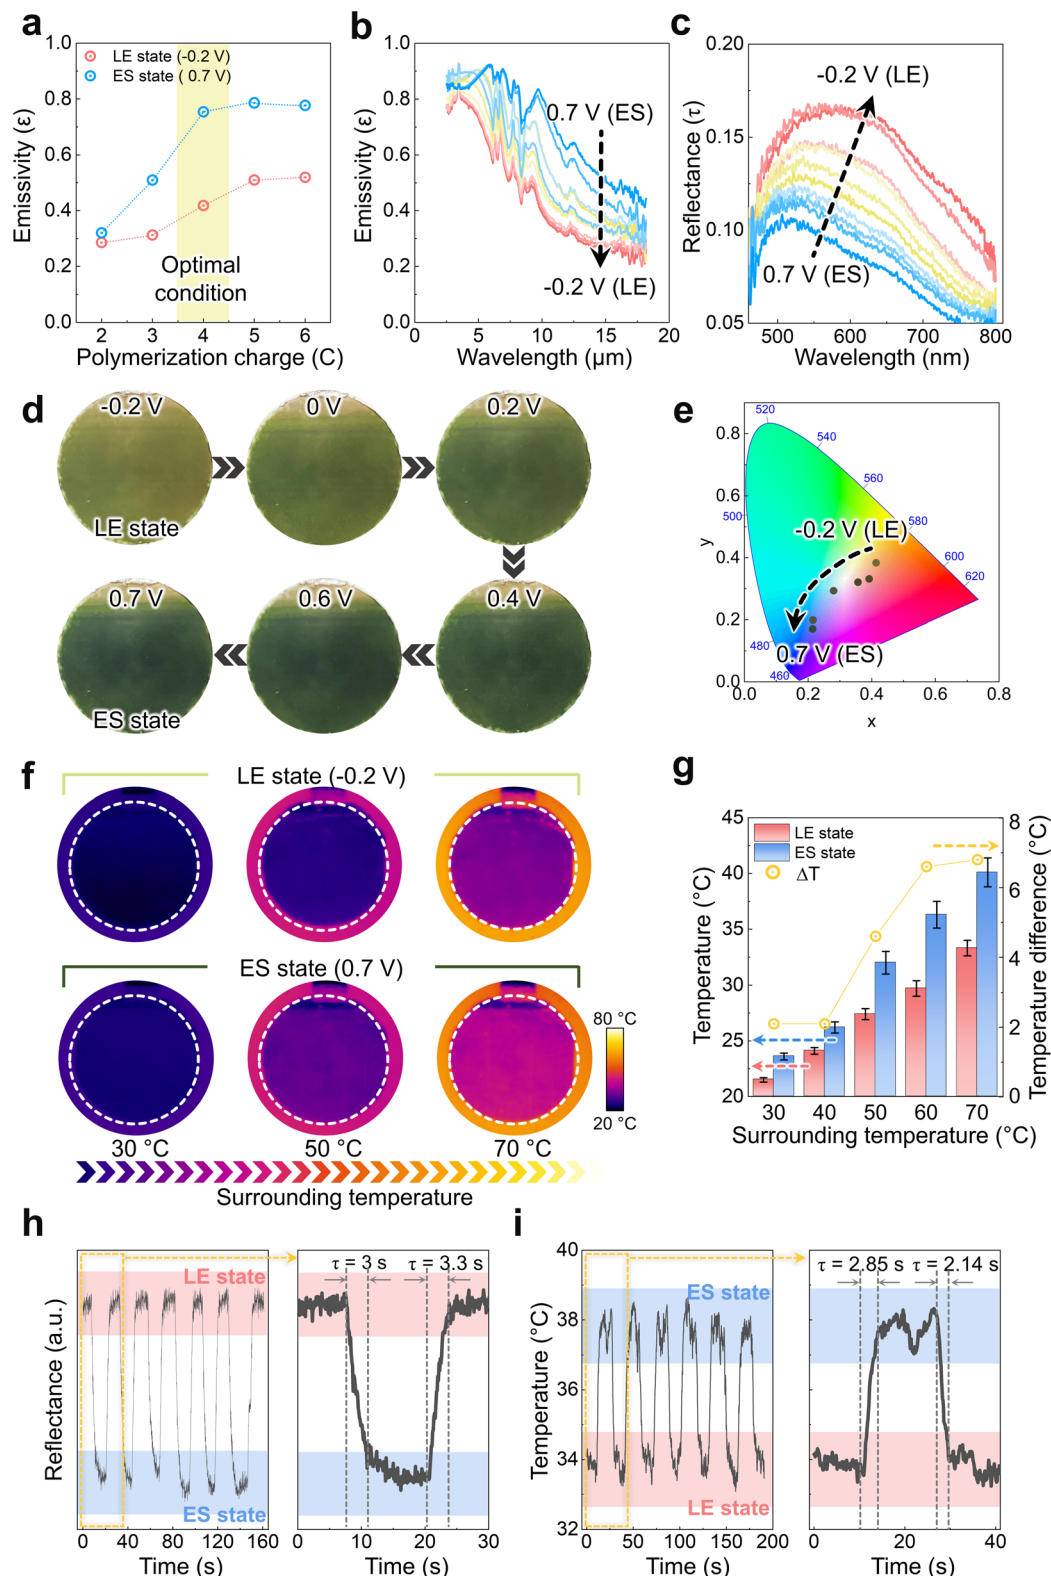 a
1.0
0.8
0.6
0.4
0.2
0
Emissivity (ε)
LE state (-0.2 V)
ES state ( 0.7 V)
Optimal
condition
2 3 4 5 6
Polymerization charge (C)
b
1.0
0.8
0.6
0.4
0.2
0.0
Emissivity (ε)
0.7 V (ES)
-0.2 V (LE)
0 5 10 15 20
Wavelength (µm)
c
0.20
0.15
0.10
0.05
Reflectance (τ)
-0.2 V (LE)
0.7 V (ES)
500 600 700 800
Wavelength (nm)
d
-0.2 V
LE state
0 V
0.2 V
0.7 V
ES state
0.6 V
0.4 V
e
0.8
0.6
0.4
0.2
0.0
y
520
540
560
500
580
600
620
480
460
-0.2 V (LE)
0.7 V (ES)
0.0 0.2 0.4 0.6 0.8
x
f
LE state (-0.2 V)
ES state (0.7 V)
80 °C
20 °C
30 °C 50 °C 70 °C
Surrounding temperature
g
45
40
35
30
25
20
Temperature (°C)
LE state
ES state
ΔT
8
6
4
2
0
Temperature difference (°C)
30 40 50 60 70
Surrounding temperature (°C)
h
Reflectance (a.u.)
LE state
ES state
0 40 80 120 160
Time (s)
τ = 3 s
τ = 3.3 s
0 10 20 30
Time (s)
i
40
38
36
34
32
Temperature (°C)
ES state
LE state
0 50 100 150 200
Time (s)
τ = 2.85 s
τ = 2.14 s
0 20 40
Time (s)